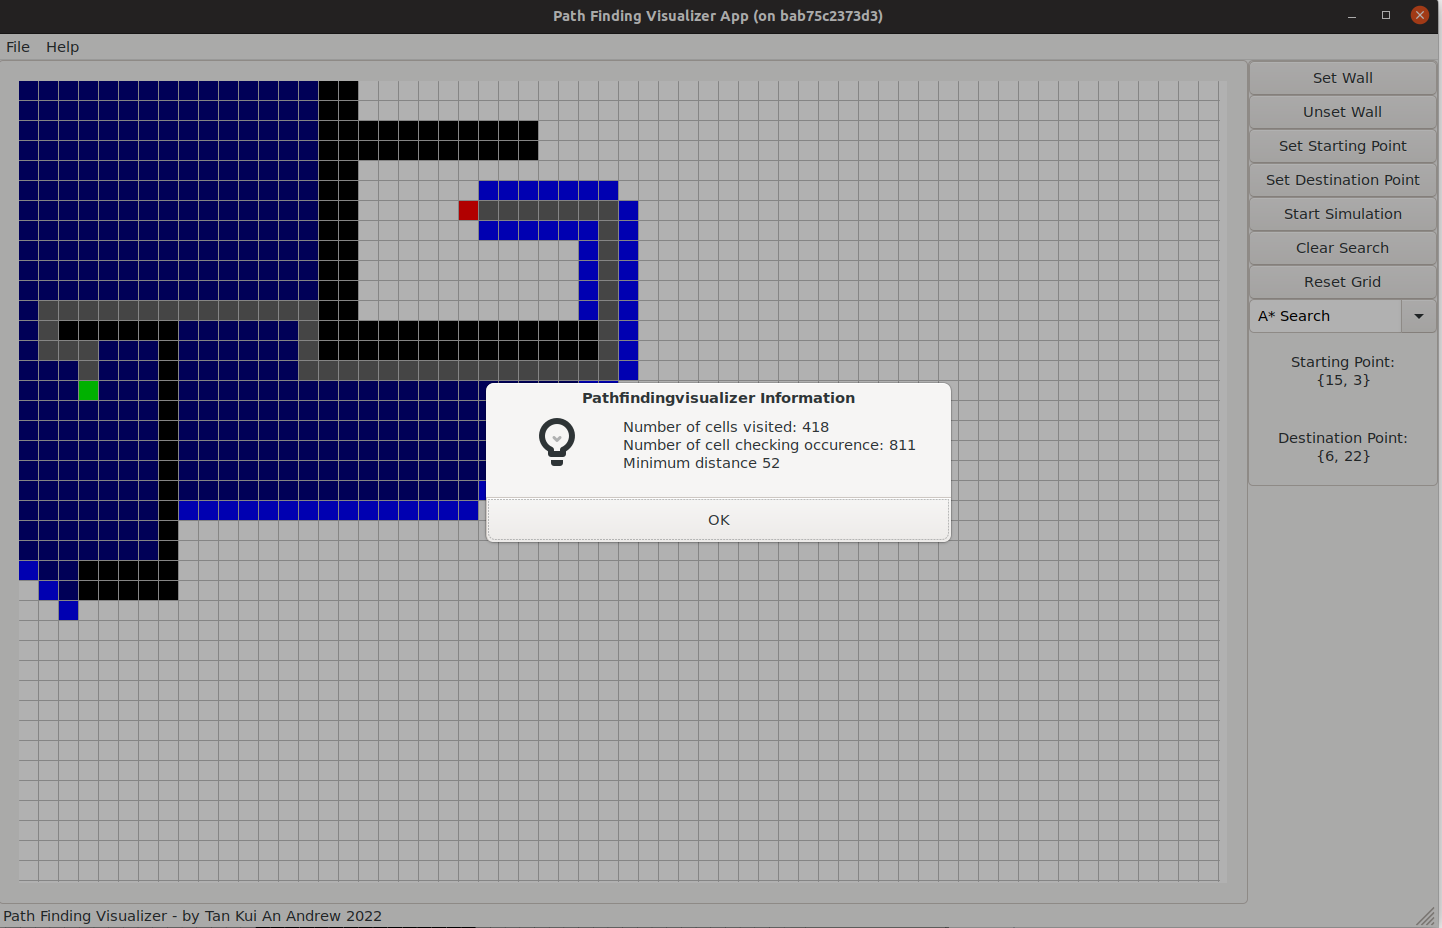 Path Finding Visualizer App (on bab75c2373d3)
File Help
Set Wall
Unset Wall
Set Starting Point
Set Destination Point
Start Simulation
Clear Search
Reset Grid
A* Search
Starting Point:
{15, 3}
Destination Point:
{6, 22}
Pathfindingvisualizer Information
Number of cells visited: 418
Number of cell checking occurence: 811
Minimum distance 52
OK
Path Finding Visualizer - by Tan Kui An Andrew 2022